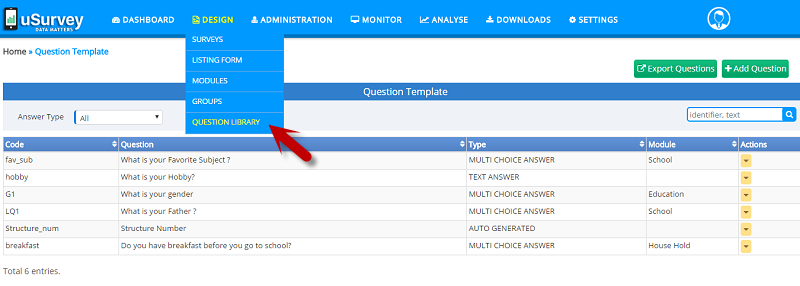 uSurvey DASHBOARD DESIGN ADMINISTRATION MONITOR ANALYSE DOWNLOADS SETTINGS
DATA MATTERS
SURVEYS
LISTING FORM
MODULES
GROUPS
QUESTION LIBRARY
Home » Question Template
Export Questions + Add Question
Question Template
Answer Type All identifier, text
Code Question Type Module Actions
fav_sub What is your Favorite Subject ? MULTI CHOICE ANSWER School
hobby What is your Hobby? TEXT ANSWER
G1 What is your gender MULTI CHOICE ANSWER Education
LQ1 What is your Father ? MULTI CHOICE ANSWER School
Structure_num Structure Number AUTO GENERATED
breakfast Do you have breakfast before you go to school? MULTI CHOICE ANSWER House Hold
Total 6 entries.